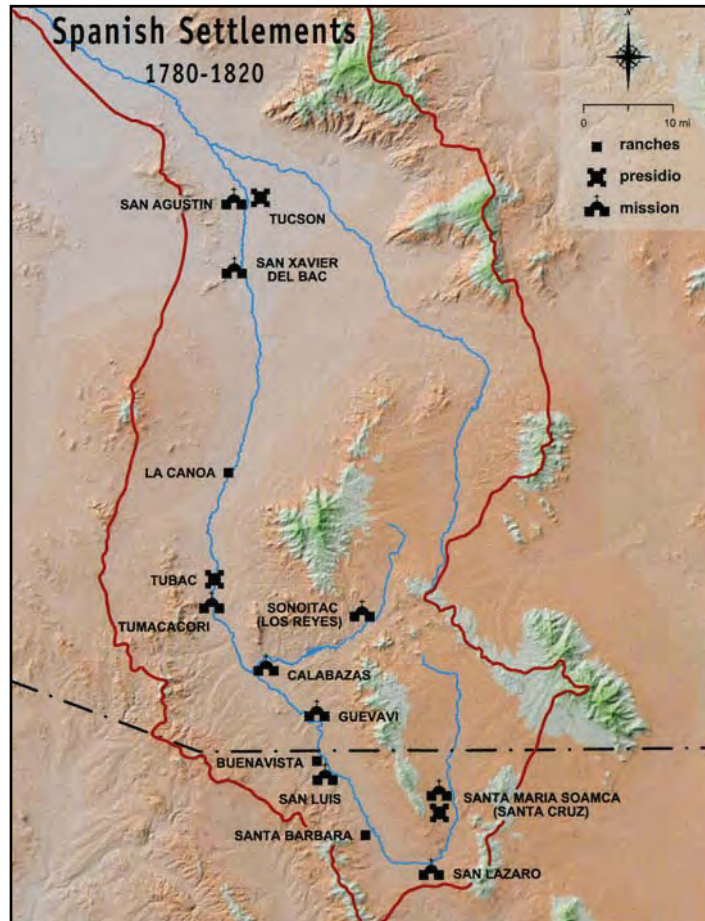 Spanish Settlements
1780-1820
N
0 10 mi
ranches
presidio
mission
SAN AGUSTIN
TUCSON
SAN XAVIER
DEL BAC
LA CANOA
TUBAC
TUMACACORI
SONOITAC
(LOS REYES)
CALABAZAS
GUEVAVI
BUENAVISTA
SAN LUIS
SANTA MARIA SOAMCA
(SANTA CRUZ)
SANTA BARBARA
SAN LAZARO